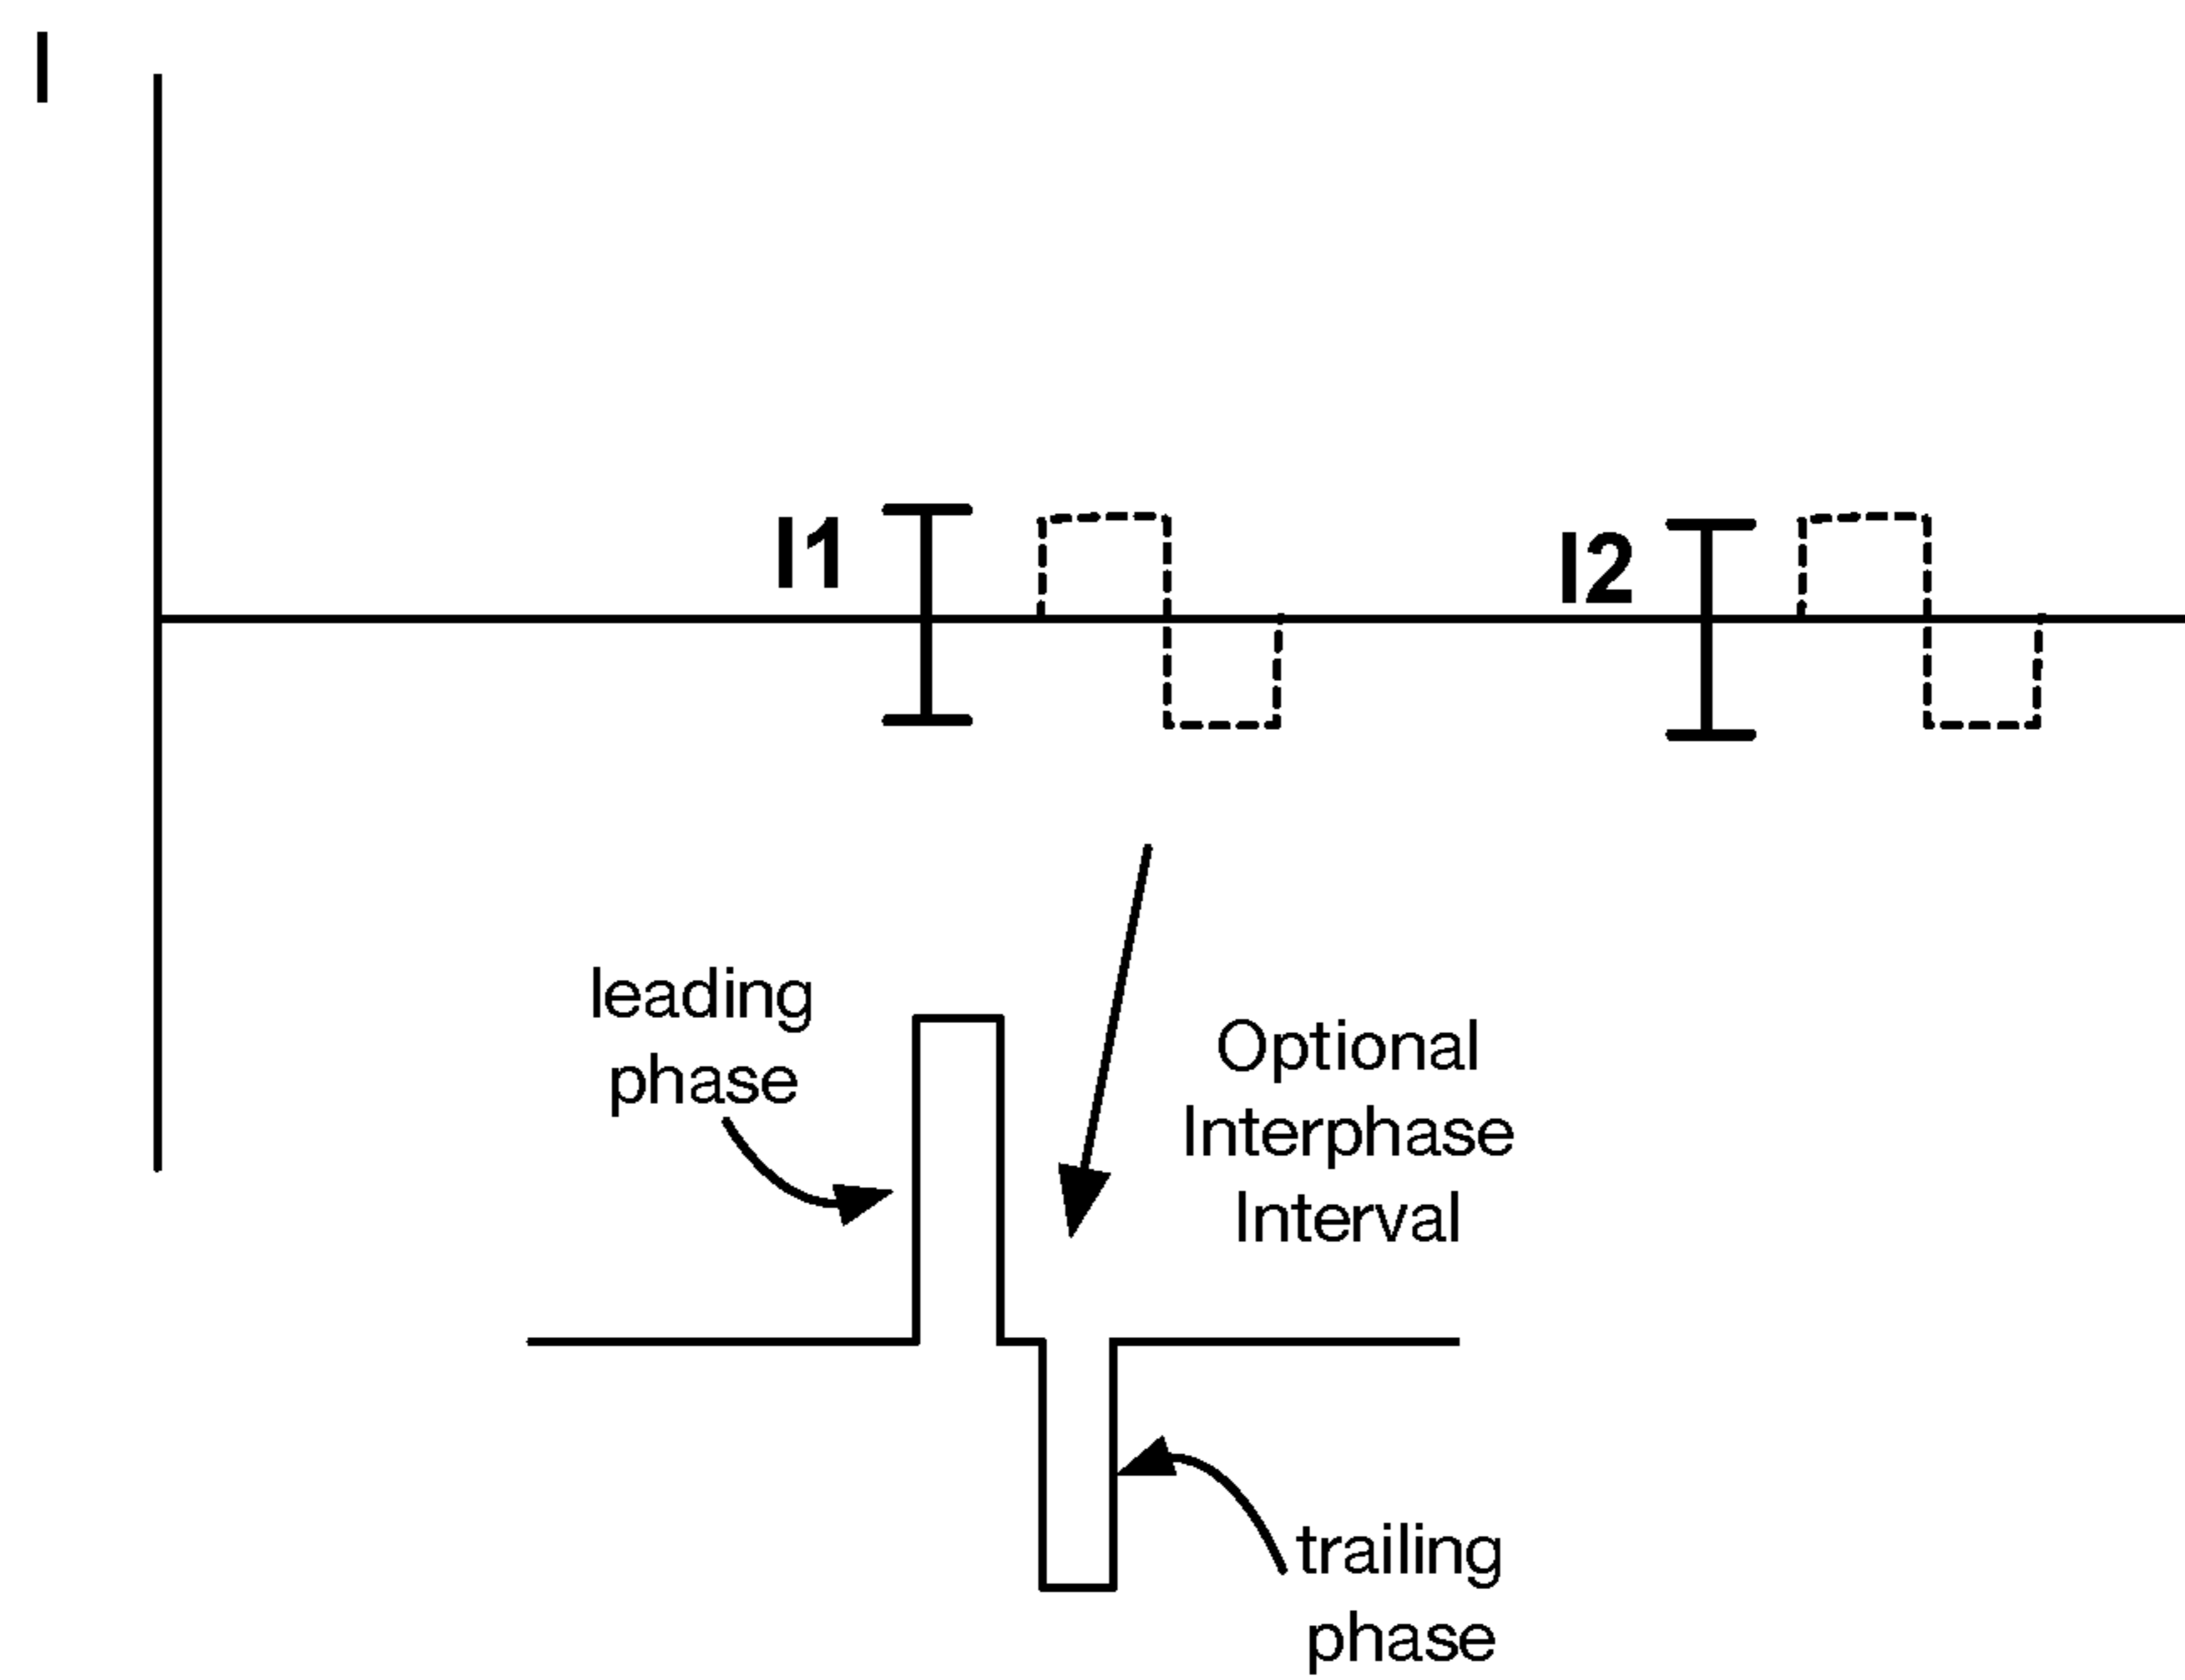 I
I1
I2
leading
phase
Optional
Interphase
Interval
trailing
phase